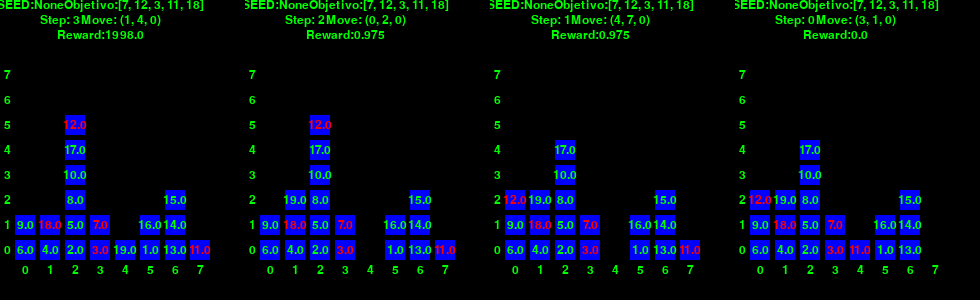 SEED:NoneObjetivo:[7, 12, 3, 11, 18]
Step: 3Move: (1, 4, 0)
Reward:1998.0
7
6
5 12.0
4 17.0
3 10.0
2 8.0 15.0
1 9.0 18.0 5.0 7.0 16.0 14.0
0 6.0 4.0 2.0 3.0 19.0 1.0 13.0 11.0
0 1 2 3 4 5 6 7
SEED:NoneObjetivo:[7, 12, 3, 11, 18]
Step: 2Move: (0, 2, 0)
Reward:0.975
7
6
5 12.0
4 17.0
3 10.0
2 19.0 8.0 15.0
1 9.0 18.0 5.0 7.0 16.0 14.0
0 6.0 4.0 2.0 3.0 1.0 13.0 11.0
0 1 2 3 4 5 6 7
SEED:NoneObjetivo:[7, 12, 3, 11, 18]
Step: 1Move: (4, 7, 0)
Reward:0.975
7
6
5
4 17.0
3 10.0
2 12.0 19.0 8.0 15.0
1 9.0 18.0 5.0 7.0 16.0 14.0
0 6.0 4.0 2.0 3.0 1.0 13.0 11.0
0 1 2 3 4 5 6 7
SEED:NoneObjetivo:[7, 12, 3, 11, 18]
Step: 0Move: (3, 1, 0)
Reward:0.0
7
6
5
4 17.0
3 10.0
2 12.0 19.0 8.0 15.0
1 9.0 18.0 5.0 7.0 16.0 14.0
0 6.0 4.0 2.0 3.0 11.0 1.0 13.0
0 1 2 3 4 5 6 7